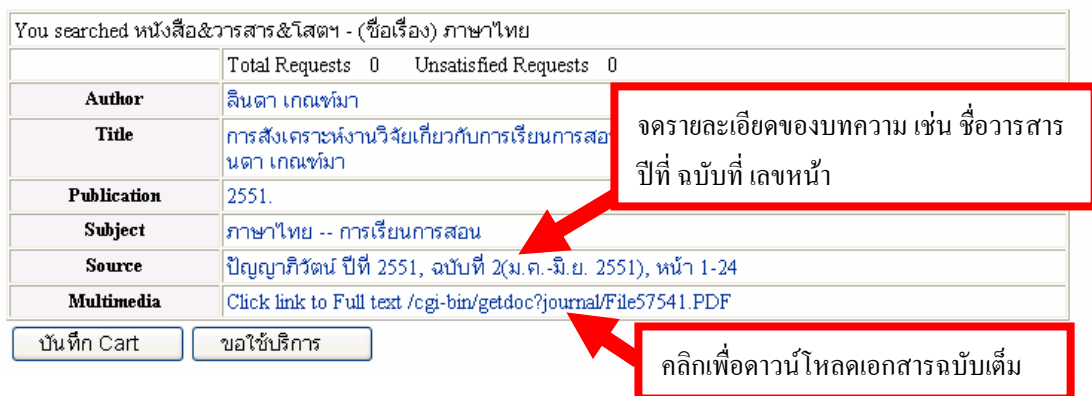 You searched หนังสือ&วารสาร&โสตฯ - (ชื่อเรื่อง) ภาษาไทย
Total Requests 0 Unsatisfied Requests 0
Author ลินดา เกณฑ์มา
Title การสังเคราะห์งานวิจัยเกี่ยวกับการเรียนการสอ
นดา เกณฑ์มา
จดรายละเอียดของบทความ เช่น ชื่อวารสาร
ปีที่ ฉบับที่ เลขหน้า
Publication 2551.
Subject ภาษาไทย -- การเรียนการสอน
Source ปัญญาภิวัตน์ ปีที่ 2551, ฉบับที่ 2(ม.ค.-มิ.ย. 2551), หน้า 1-24
Multimedia Click link to Full text /cgi-bin/getdoc?journal/File57541.PDF
บันทึก Cart ขอใช้บริการ
คลิกเพื่อดาวน์โหลดเอกสารฉบับเต็ม